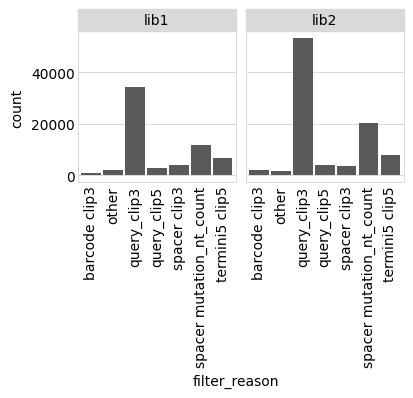 lib1 lib2
40000
20000
0
count
barcode clip3
other
query_clip3
query_clip5
spacer clip3
spacer mutation_nt_count
termini5 clip5
barcode clip3
other
query_clip3
query_clip5
spacer clip3
spacer mutation_nt_count
termini5 clip5
filter_reason